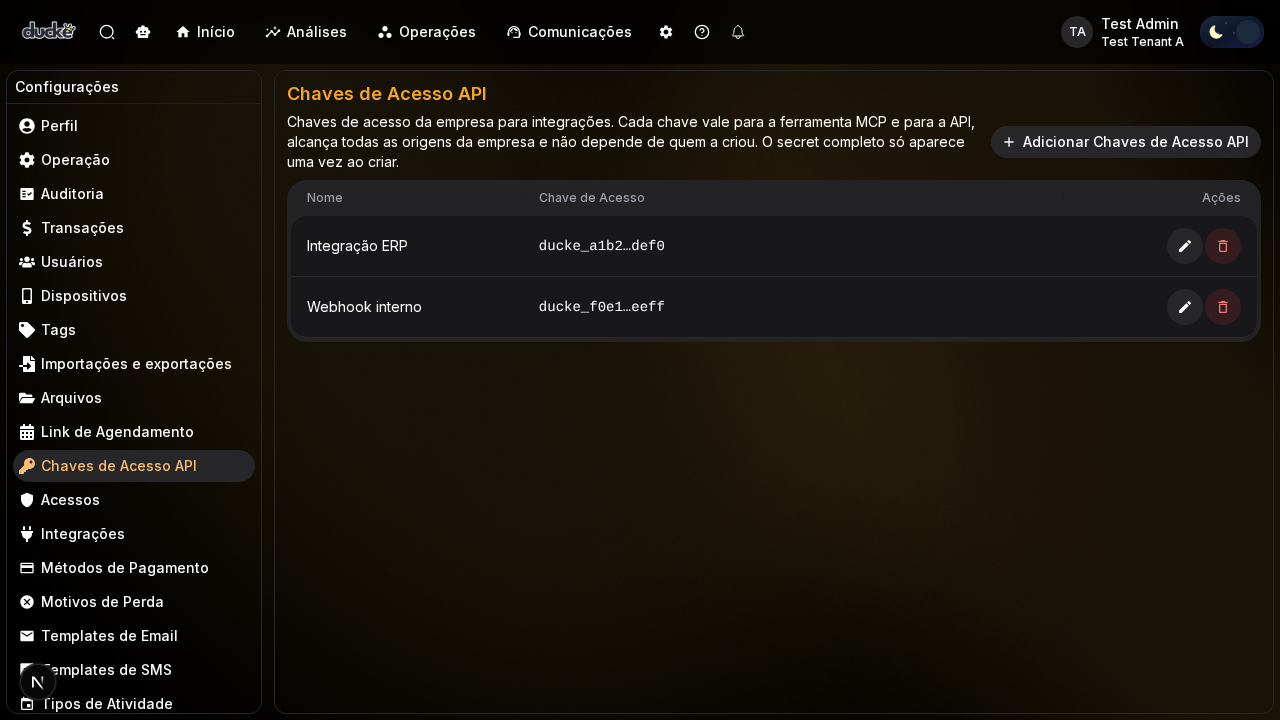 ducke
Início
Análises
Operações
Comunicações
TA
Test Admin
Test Tenant A
Configurações
Perfil
Operação
Auditoria
Transações
Usuários
Dispositivos
Tags
Importações e exportações
Arquivos
Link de Agendamento
Chaves de Acesso API
Acessos
Integrações
Métodos de Pagamento
Motivos de Perda
Templates de Email
Templates de SMS
Tipos de Atividade
N
Chaves de Acesso API
Chaves de acesso da empresa para integrações. Cada chave vale para a ferramenta MCP e para a API,
alcança todas as origens da empresa e não depende de quem a criou. O secret completo só aparece
uma vez ao criar.
Adicionar Chaves de Acesso API
Nome Chave de Acesso Ações
Integração ERP ducke_a1b2…def0
Webhook interno ducke_f0e1…eeff